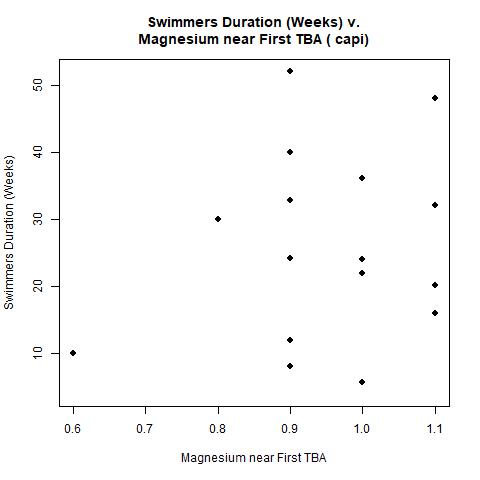 Swimmers Duration (Weeks) v.
Magnesium near First TBA ( capi)
Swimmers Duration (Weeks)
50
40
30
20
10
0.6 0.7 0.8 0.9 1.0 1.1
Magnesium near First TBA